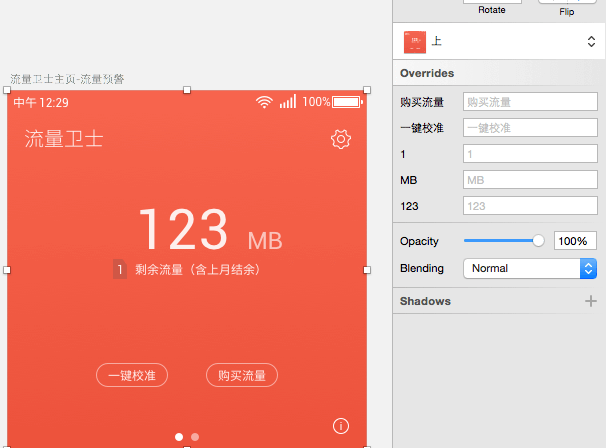 Rotate
Flip
上
Overrides
购买流量 购买流量
一键校准 一键校准
1 1
MB MB
123 123
Opacity 100%
Blending Normal
Shadows
流量卫士主页-流量预警
中午 12:29 100%
流量卫士
123 MB
1 剩余流量（含上月结余）
一键校准 购买流量